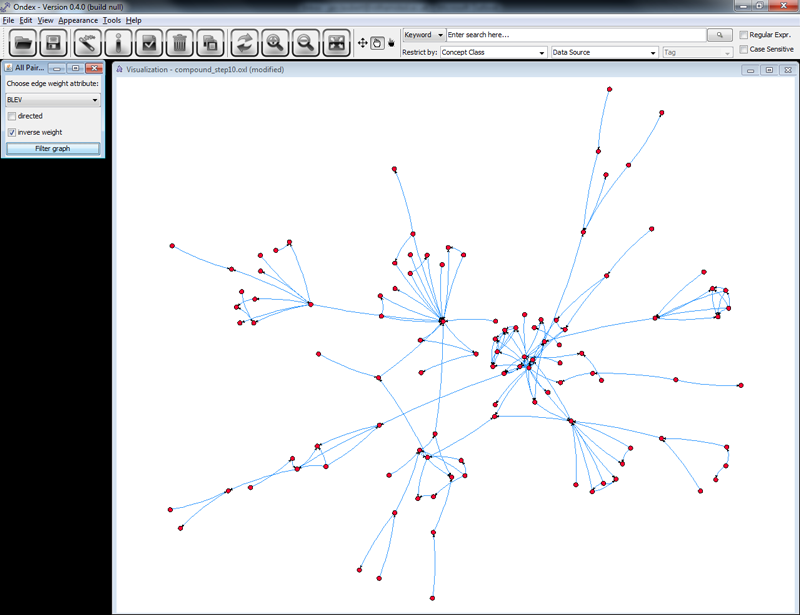 Ondex - Version 0.4.0 (build null)
File Edit View Appearance Tools Help
Keyword Enter search here... Regular Expr.
Restrict by: Concept Class Data Source Tag Case Sensitive
All Pair...
Visualization - compound_step10.oxl (modified)
Choose edge weight attribute:
BLEV
directed
inverse weight
Filter graph